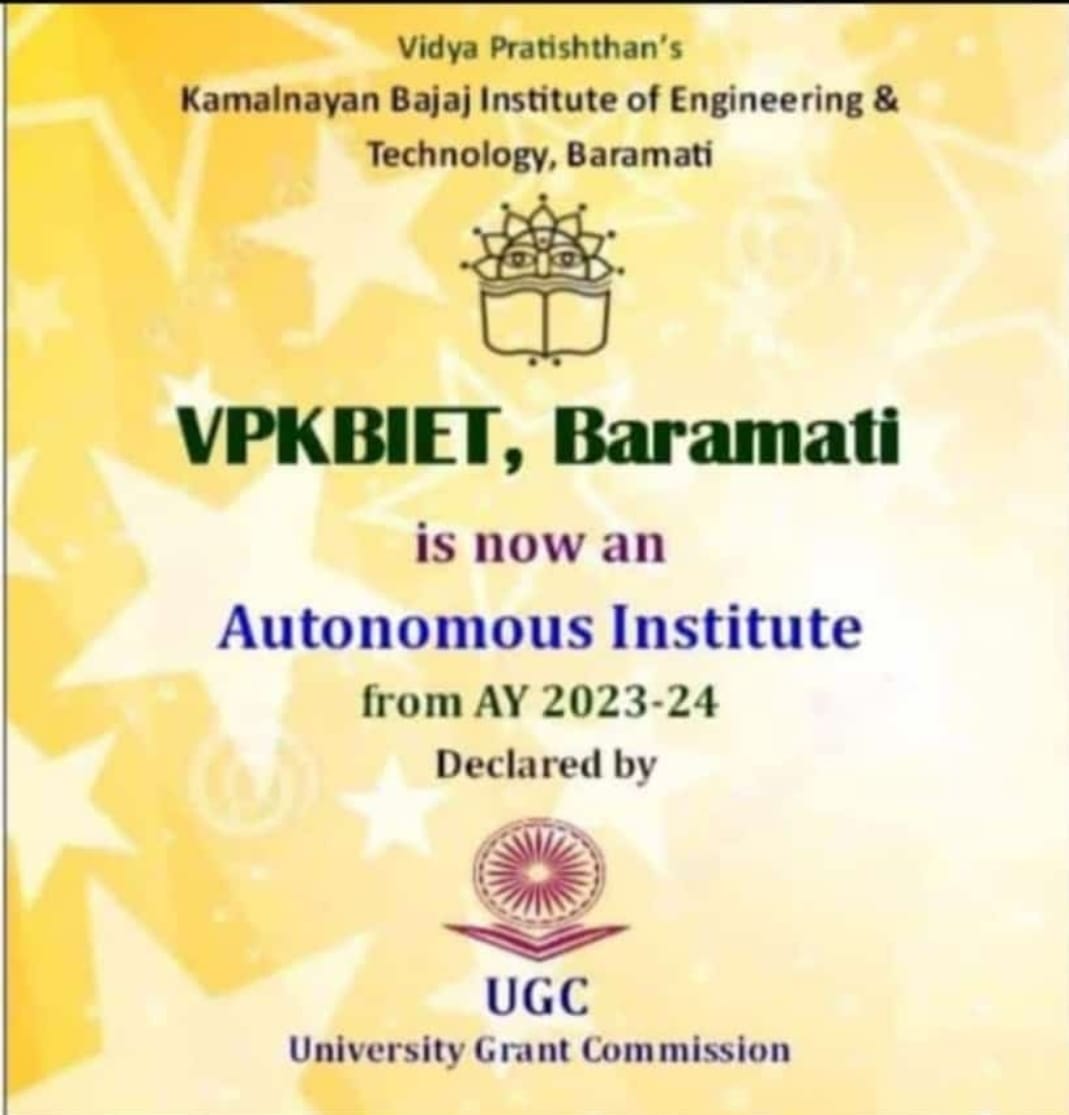 Vidya Pratishthan's
Kamalnayan Bajaj Institute of Engineering &
Technology, Baramati
VPKBIET, Baramati
is now an
Autonomous Institute
from AY 2023-24
Declared by
UGC
University Grant Commission